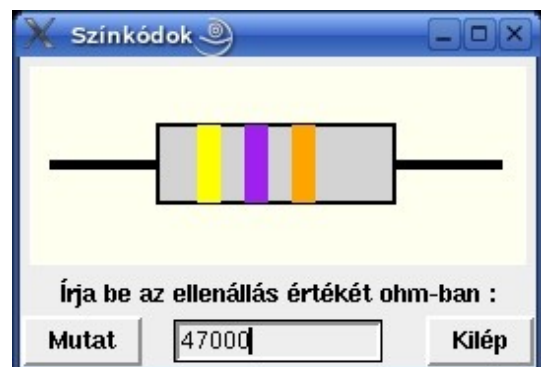 Színkódok
Írja be az ellenállás értékét ohm-ban :
Mutat 47000 Kilép